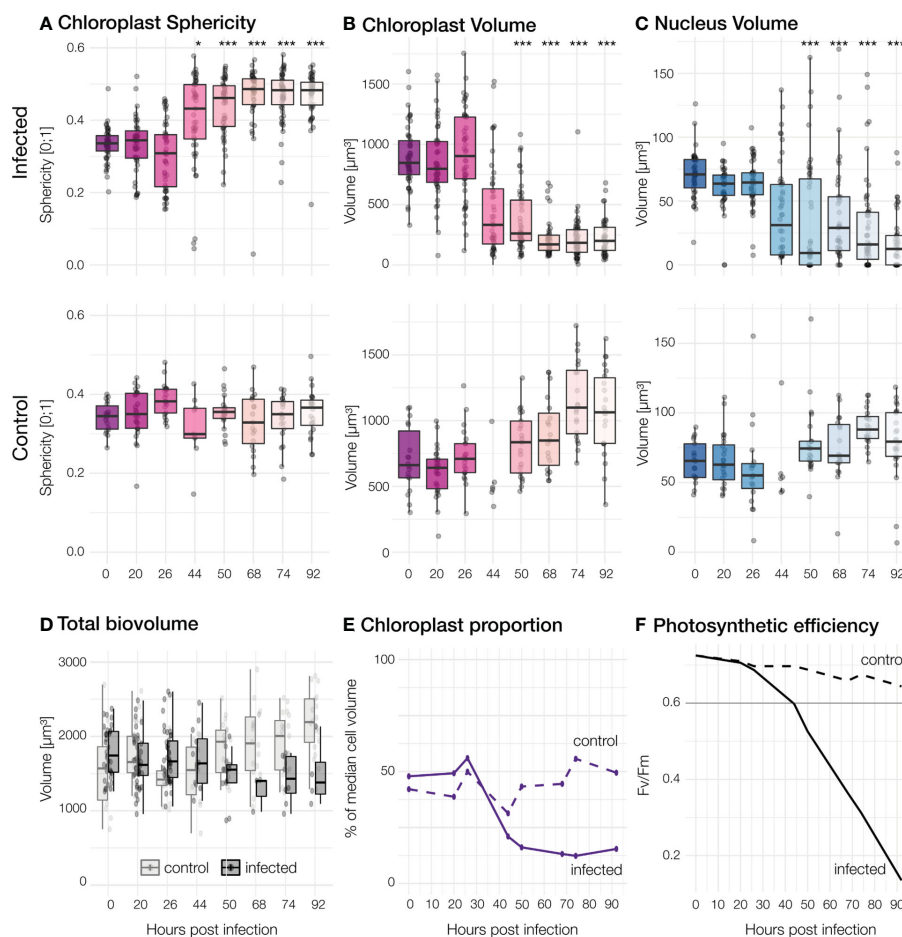 A Chloroplast Sphericity
B Chloroplast Volume
C Nucleus Volume
Infected
Sphericity [0;1]
0.6
0.4
0.2
0.0
* *** *** *** ***
Volume [µm³]
1500
1000
500
0
*** *** *** ***
Volume [µm³]
150
100
50
0
*** *** *** ***
Control
Sphericity [0;1]
0.6
0.4
0.2
0.0
0 20 26 44 50 68 74 92
Volume [µm³]
1500
1000
500
0
0 20 26 44 50 68 74 92
Volume [µm³]
150
100
50
0
0 20 26 44 50 68 74 92
D Total biovolume
Volume [µm³]
3000
2000
1000
0
control infected
0 20 26 44 50 68 74 92
Hours post infection
E Chloroplast proportion
% of median cell volume
100
50
0
control
infected
0 10 20 30 40 50 60 70 80 90
Hours post infection
F Photosynthetic efficiency
Fv/Fm
0.6
0.4
0.2
control
infected
0 10 20 30 40 50 60 70 80 90
Hours post infection